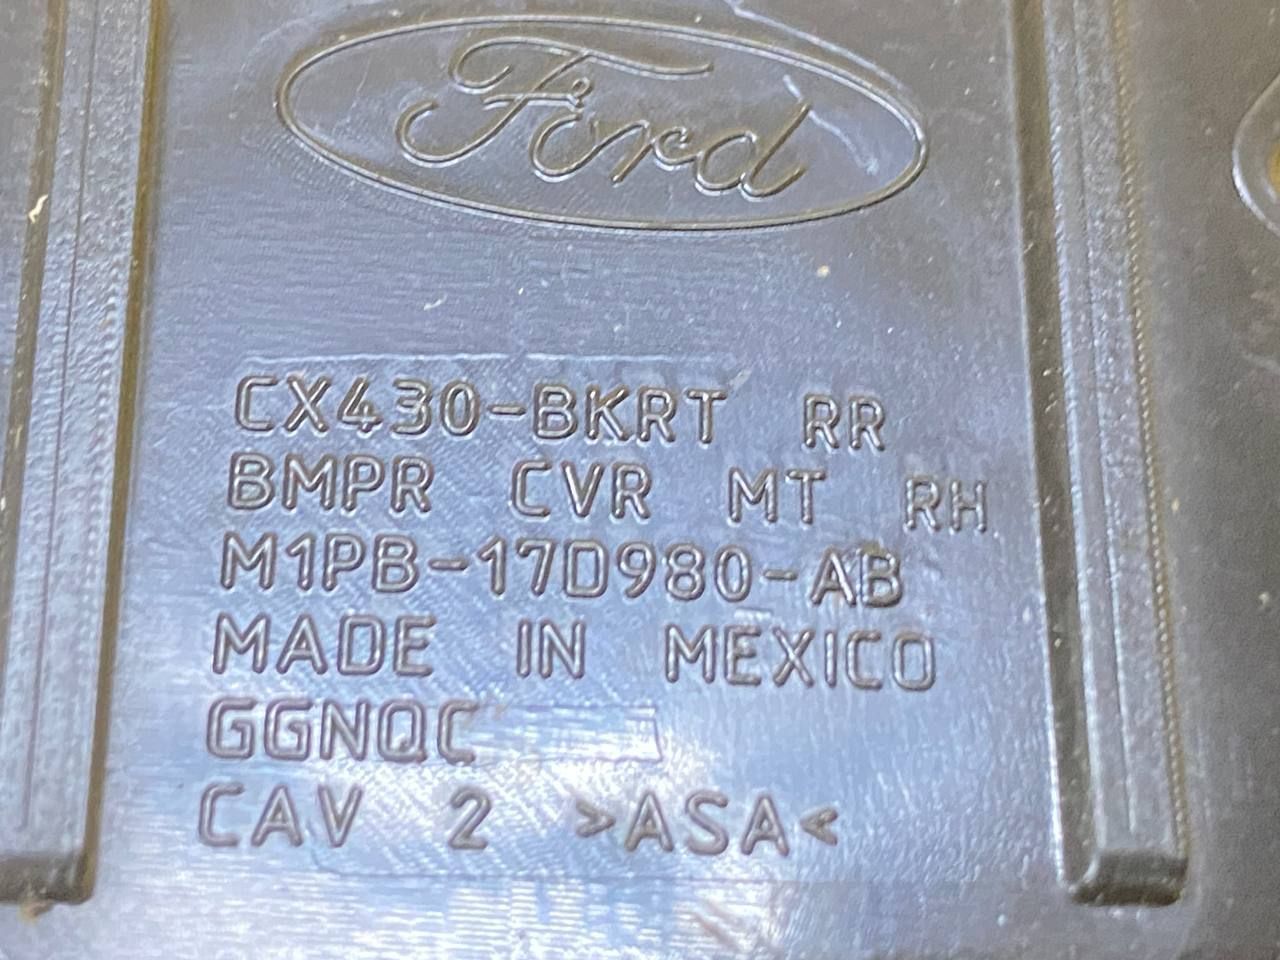 Ford
CX430-BKRT RR
BMPR CVR MT RH
M1PB-17D980-AB
MADE IN MEXICO
GGNQC
CAV 2 >ASA<